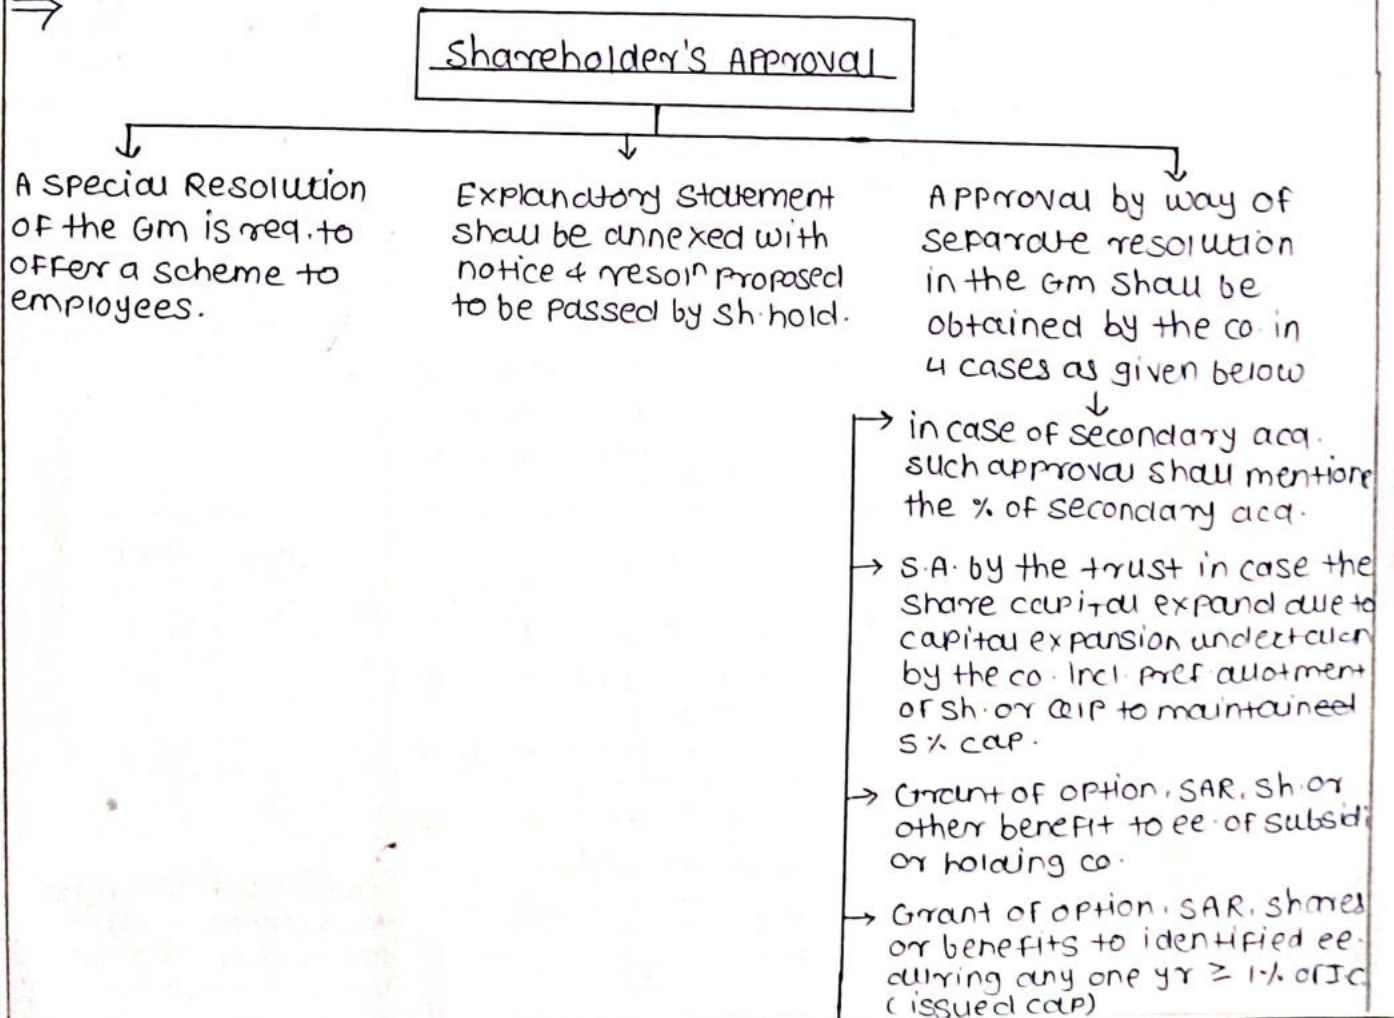 Shareholder's Approval
A special Resolution
of the Gm is req. to
offer a scheme to
employees.
Explanatory statement
shall be annexed with
notice & resolⁿ proposed
to be passed by sh.hold.
Approval by way of
separate resolution
in the Gm shall be
obtained by the co. in
4 cases as given below
in case of secondary acq.
such approval shall mentione
the % of secondary acq.
S.A. by the trust in case the
share capital expand due to
capital expansion undertaken
by the co. Incl. pref. allotment
of sh. or QIP to maintained
5% cap.
Grant of option, SAR, sh. or
other benefit to ee. of subsidi
or holding co.
Grant of option, SAR, shares
or benefits to identified ee.
during any one yr ≥ 1% of IC
(issued cap)